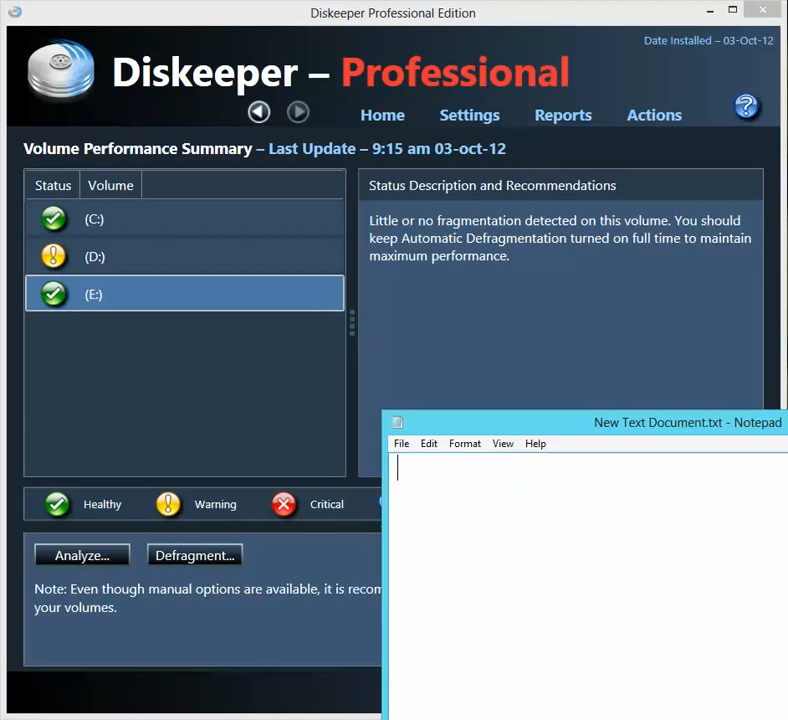 Diskeeper Professional Edition
Date Installed – 03-Oct-12
Diskeeper – Professional
Home Settings Reports Actions
?
Volume Performance Summary – Last Update – 9:15 am 03-oct-12
Status Volume
(C:)
(D:)
(E:)
Status Description and Recommendations
Little or no fragmentation detected on this volume. You should
keep Automatic Defragmentation turned on full time to maintain
maximum performance.
Healthy Warning Critical
Analyze... Defragment...
Note: Even though manual options are available, it is recom
your volumes.
New Text Document.txt - Notepad
File Edit Format View Help